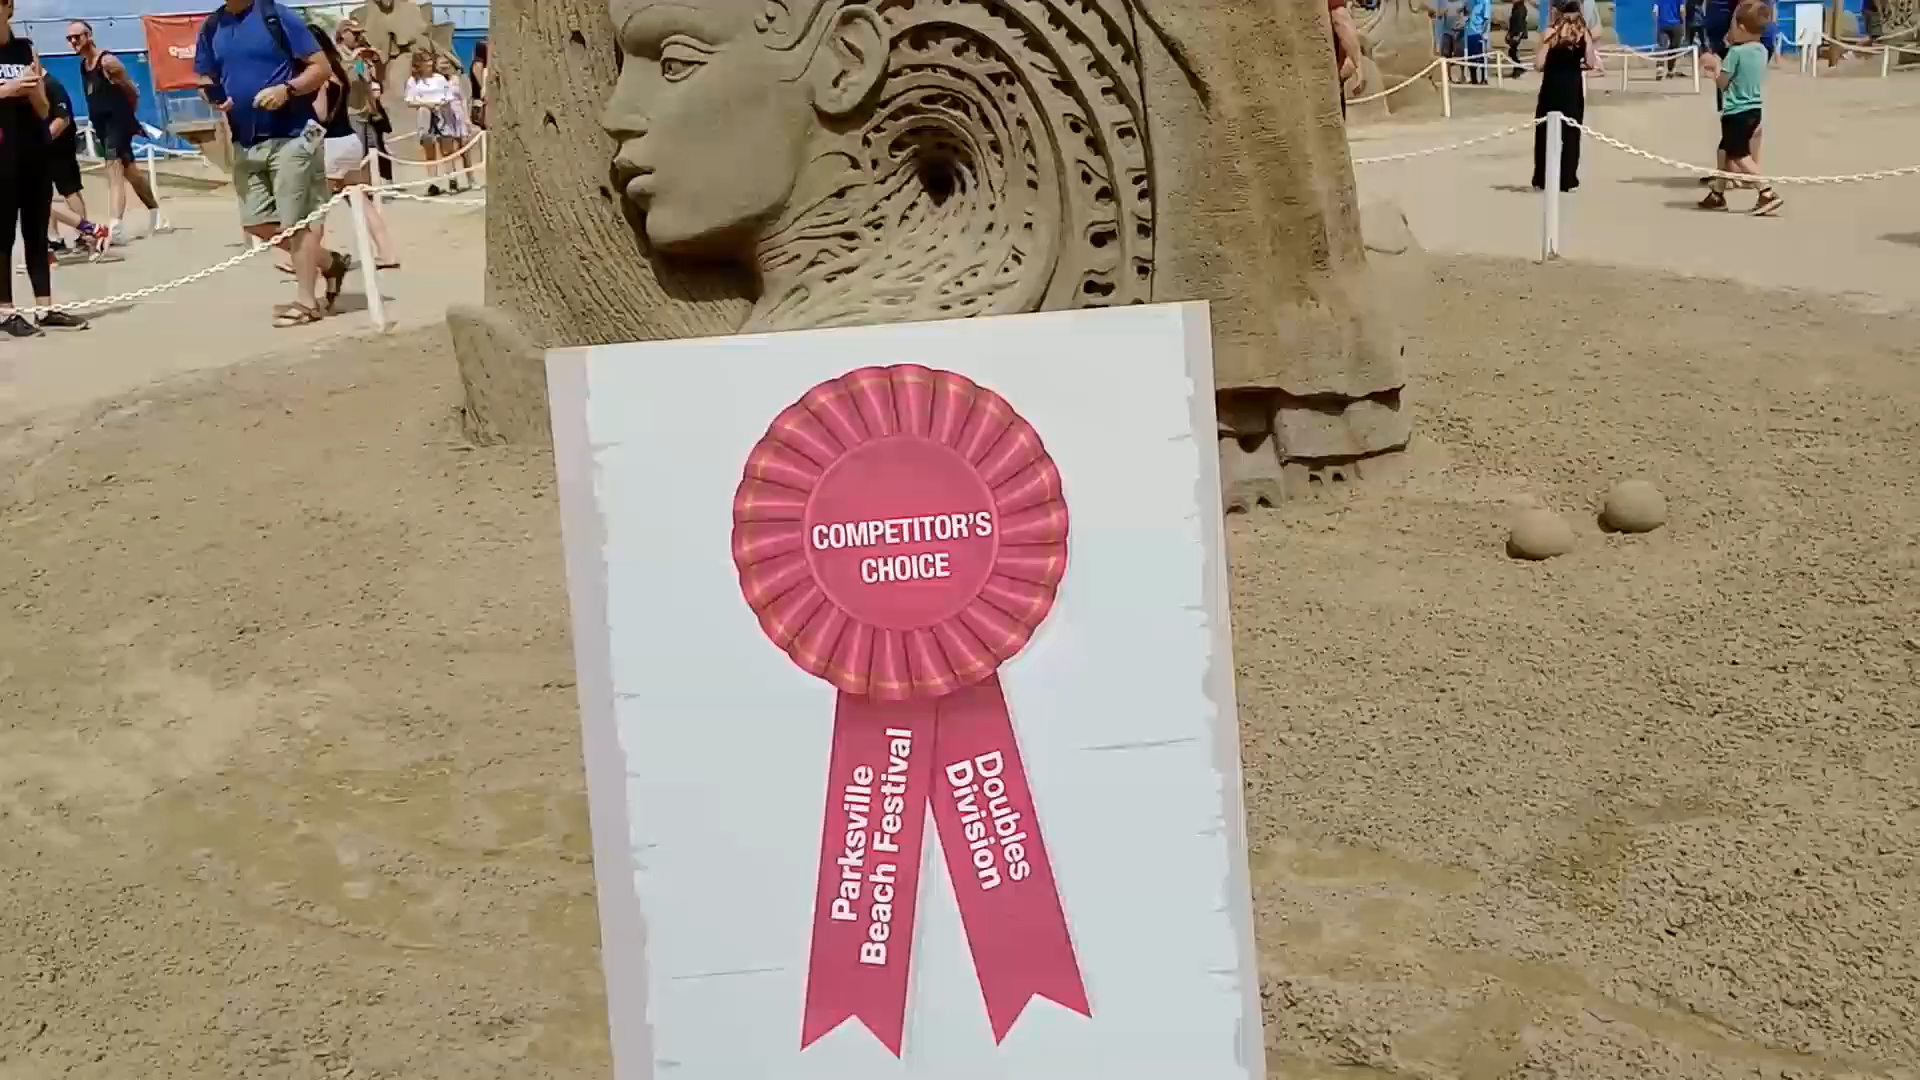 COMPETITOR'S
CHOICE
Parksville
Beach Festival
Doubles
Division